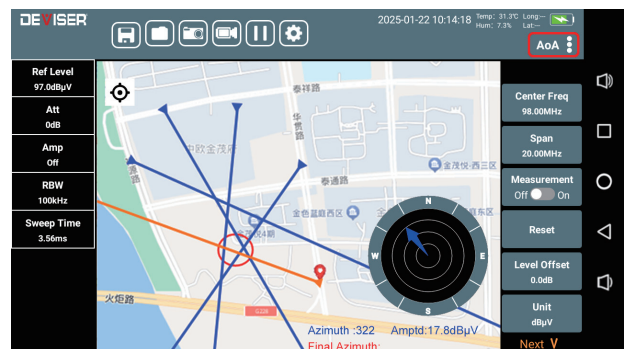 DEVISER
2025-01-22 10:14:18
Temp: 31.3℃ Long:--
Hum: 7.3% Lat:--
AoA
Ref Level
97.0dBμV
Att
0dB
Amp
Off
RBW
100kHz
Sweep Time
3.56ms
泰祥路
华贸路
中欧金茂府
金茂悦-西三区
泰通路
金色蓝庭西区
东区
金茂悦4期
火炬路
G228
N
E
S
W
Azimuth :322 Amptd:17.8dBμV
Final Azimuth:
Center Freq
98.00MHz
Span
20.00MHz
Measurement
Off On
Reset
Level Offset
0.0dB
Unit
dBμV
Next